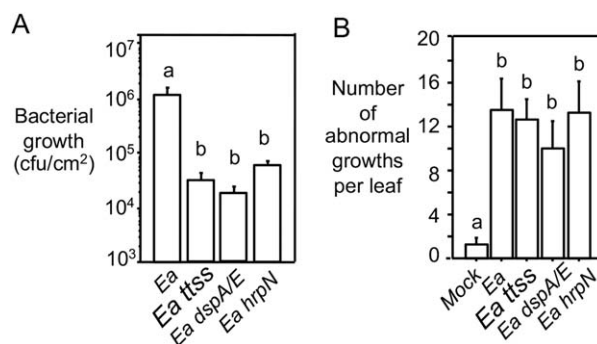 A
Bacterial
growth
(cfu/cm²)
10⁷
10⁶
10⁵
10⁴
10³
a
b
b
b
Ea
Ea ttss
Ea dspA/E
Ea hrpN
B
Number
of
abnormal
growths
per leaf
20
16
12
8
4
0
a
b
b
b
b
Mock
Ea
Ea ttss
Ea dspA/E
Ea hrpN